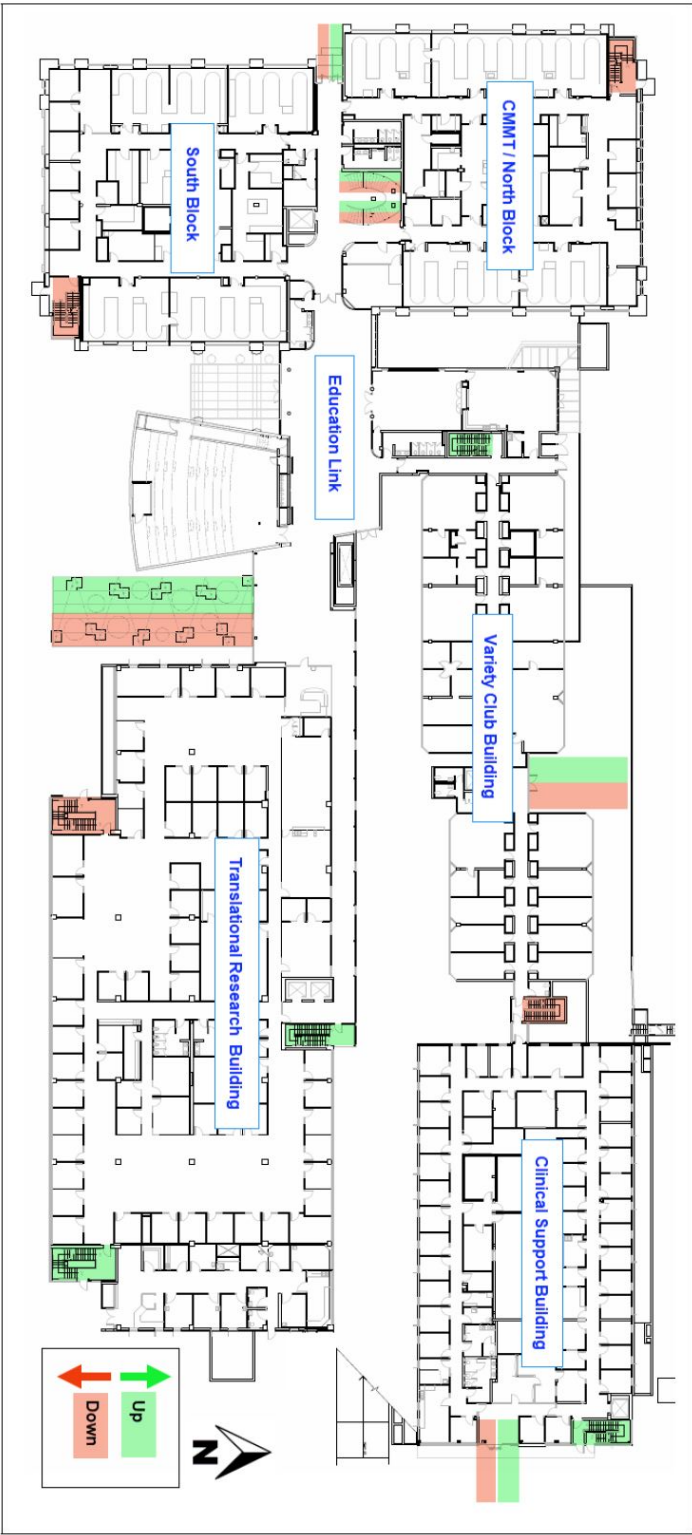 CMMT / North Block
South Block
Education Link
Variety Club Building
Translational Research Building
Clinical Support Building
Up
Down
N